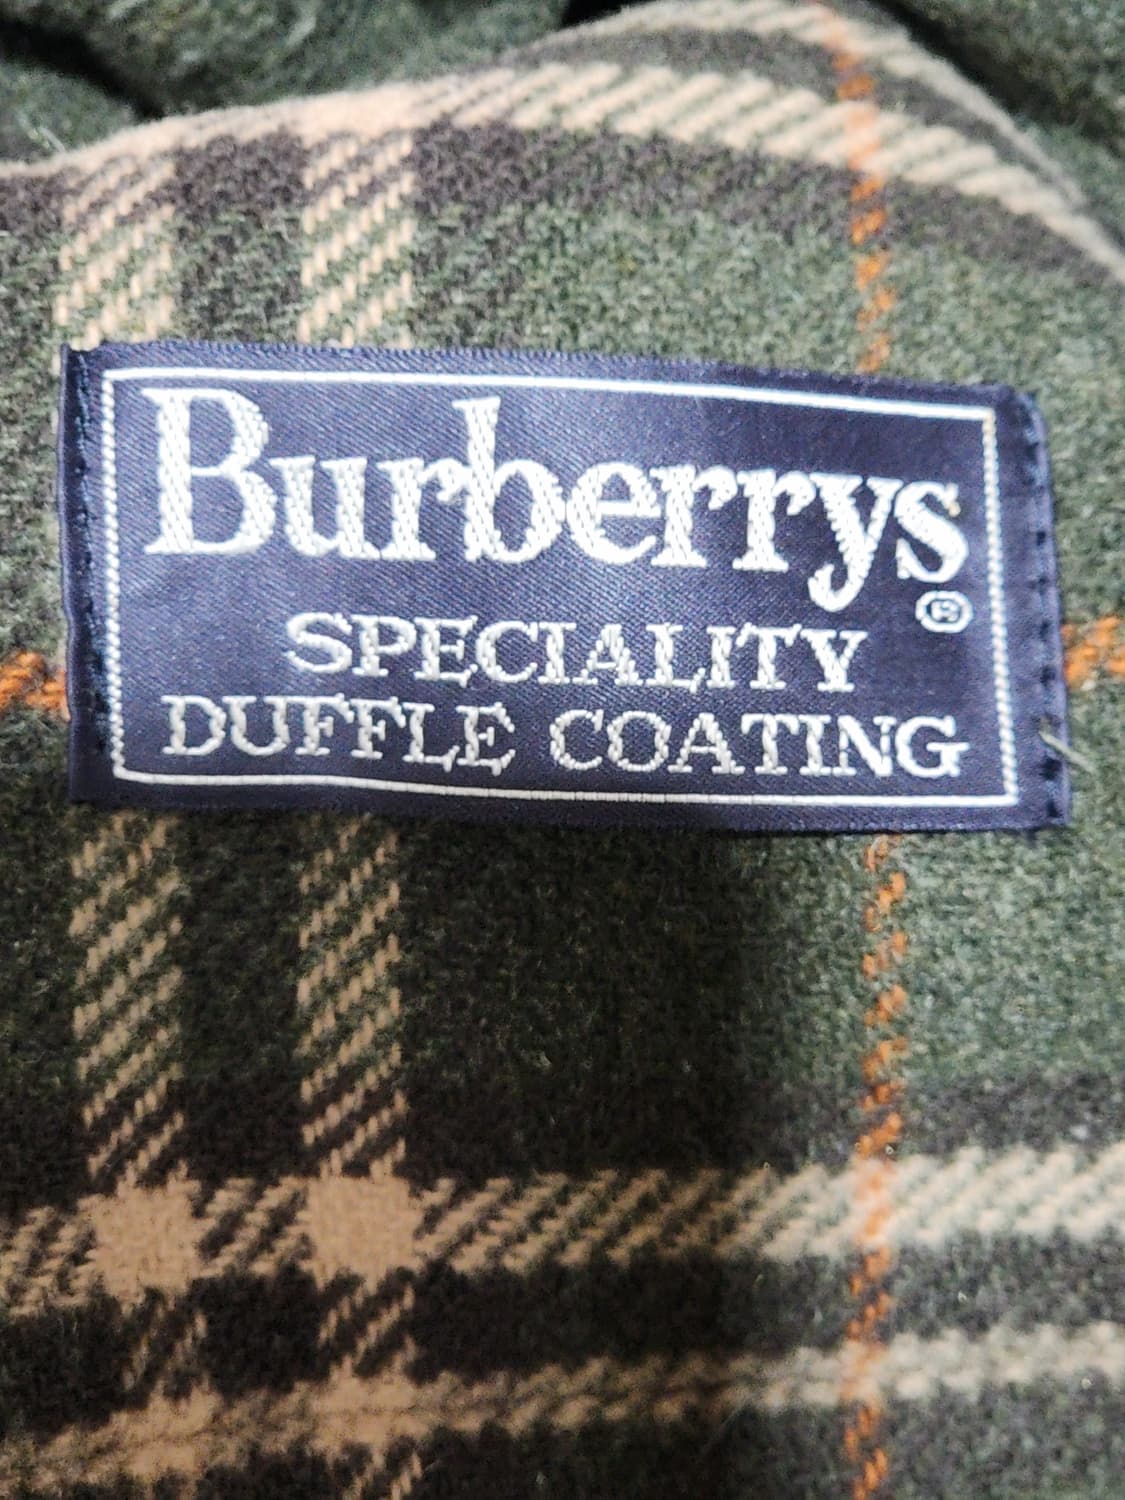 Burberrys
®
SPECIALITY
DUFFLE COATING